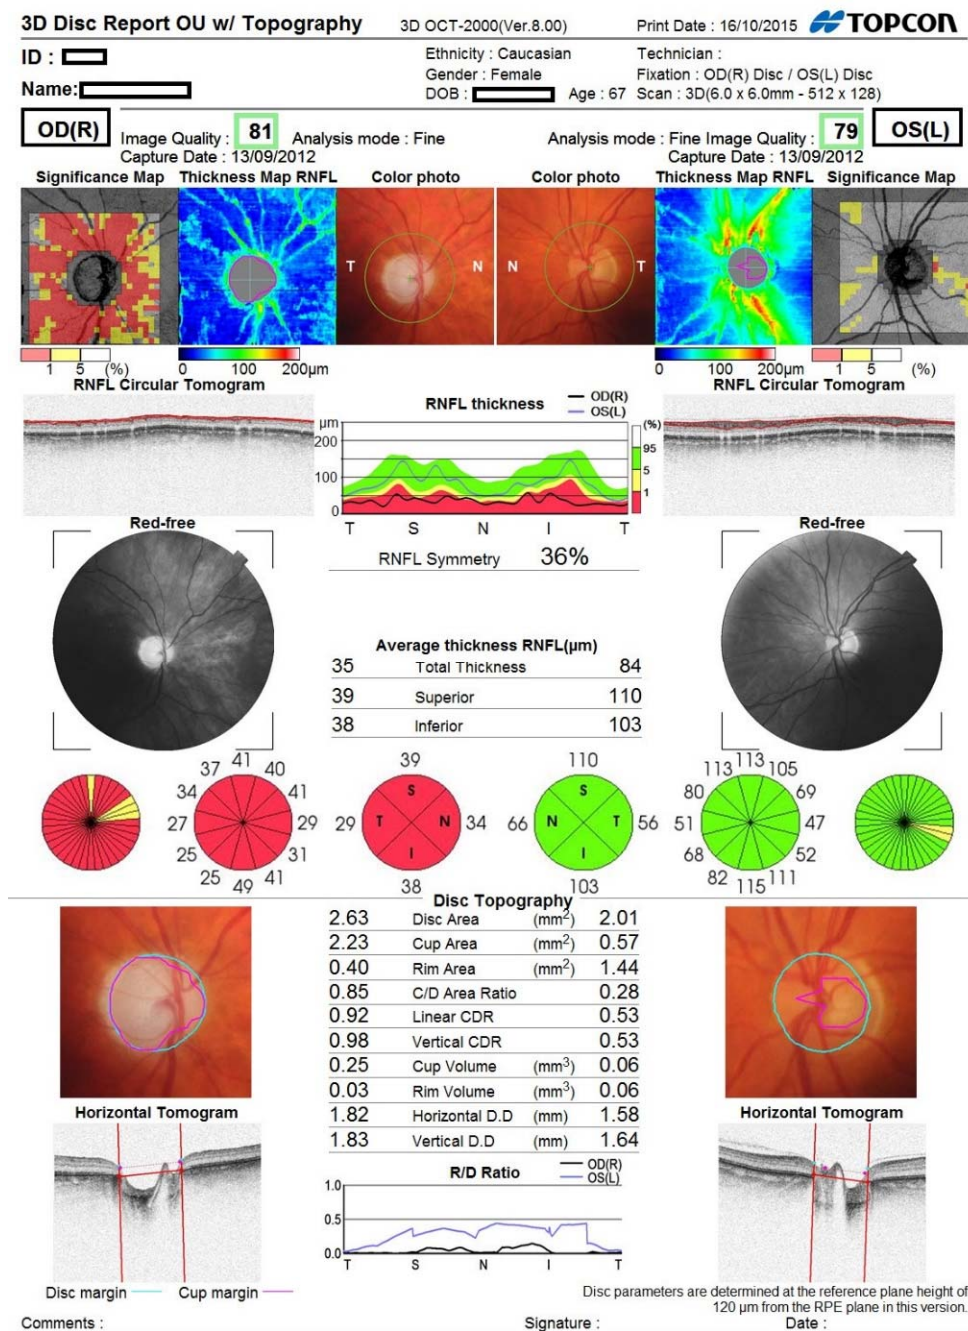 3D Disc Report OU w/ Topography 3D OCT-2000(Ver.8.00) Print Date : 16/10/2015 TOPCON
ID : Ethnicity : Caucasian Technician :
Gender : Female Fixation : OD(R) Disc / OS(L) Disc
Name: DOB : Age : 67 Scan : 3D(6.0 x 6.0mm - 512 x 128)
OD(R) Image Quality : 81 Analysis mode : Fine Analysis mode : Fine Image Quality : 79 OS(L)
Capture Date : 13/09/2012 Capture Date : 13/09/2012
Significance Map Thickness Map RNFL Color photo Color photo Thickness Map RNFL Significance Map
T N N T
1 5 (%) 0 100 200µm 0 100 200µm 1 5 (%)
RNFL Circular Tomogram RNFL Circular Tomogram
RNFL thickness OD(R)
OS(L)
µm (%)
200 95
100 5
0 1
T S N I T
Red-free Red-free
RNFL Symmetry 36%
Average thickness RNFL(µm)
35 Total Thickness 84
39 Superior 110
38 Inferior 103
37 41 40 39 110 113 113 105
34 41 S S 80 69
27 29 29 T N 34 66 N T 56 51 47
25 31 I I 68 52
25 49 41 38 103 82 115 111
Disc Topography
2.63 Disc Area (mm²) 2.01
2.23 Cup Area (mm²) 0.57
0.40 Rim Area (mm²) 1.44
0.85 C/D Area Ratio 0.28
0.92 Linear CDR 0.53
0.98 Vertical CDR 0.53
0.25 Cup Volume (mm³) 0.06
0.03 Rim Volume (mm³) 0.06
1.82 Horizontal D.D (mm) 1.58
1.83 Vertical D.D (mm) 1.64
Horizontal Tomogram Horizontal Tomogram
R/D Ratio OD(R)
OS(L)
1.0
0.5
0.0
T S N I T
Disc margin Cup margin
Disc parameters are determined at the reference plane height of
120 µm from the RPE plane in this version.
Comments : Signature : Date :